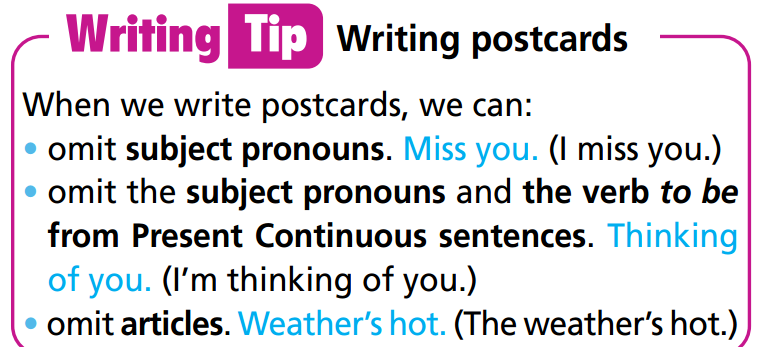 Writing Tip Writing postcards
When we write postcards, we can:
• omit subject pronouns. Miss you. (I miss you.)
• omit the subject pronouns and the verb to be
from Present Continuous sentences. Thinking
of you. (I'm thinking of you.)
• omit articles. Weather's hot. (The weather's hot.)